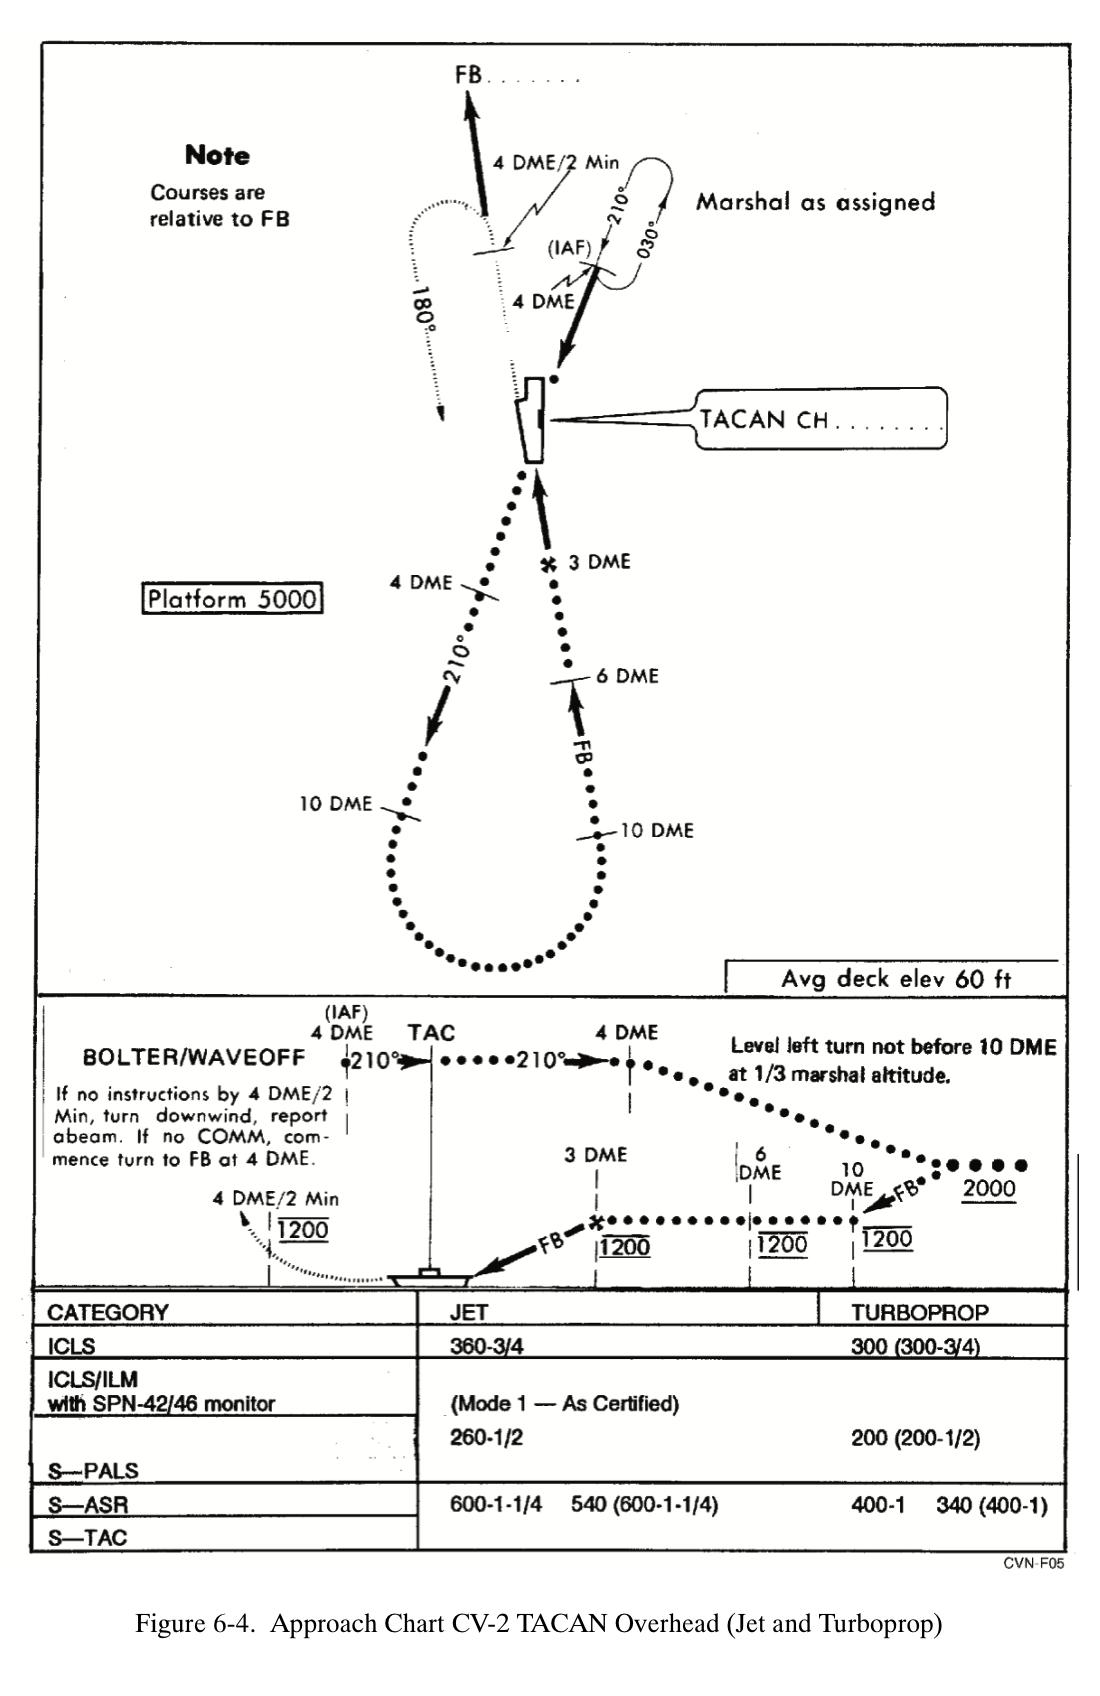 FB . . . . . . .
Note
Courses are
relative to FB
4 DME/2 Min
Marshal as assigned
210°
030°
(IAF)
4 DME
180°
TACAN CH . . . . . . . .
3 DME
4 DME
Platform 5000
210°
6 DME
FB
10 DME
10 DME
Avg deck elev 60 ft
BOLTER/WAVEOFF
If no instructions by 4 DME/2
Min, turn downwind, report
abeam. If no COMM, com-
mence turn to FB at 4 DME.
(IAF)
4 DME
TAC
4 DME
210°
210°
Level left turn not before 10 DME
at 1/3 marshal altitude.
3 DME
6
DME
10
DME
FB
2000
4 DME/2 Min
1200
FB
1200
1200
1200
CATEGORY JET TURBOPROP
ICLS 360-3/4 300 (300-3/4)
ICLS/ILM
with SPN-42/46 monitor (Mode 1 — As Certified)
260-1/2 200 (200-1/2)
S—PALS
S—ASR 600-1-1/4 540 (600-1-1/4) 400-1 340 (400-1)
S—TAC
CVN-F05
Figure 6-4. Approach Chart CV-2 TACAN Overhead (Jet and Turboprop)